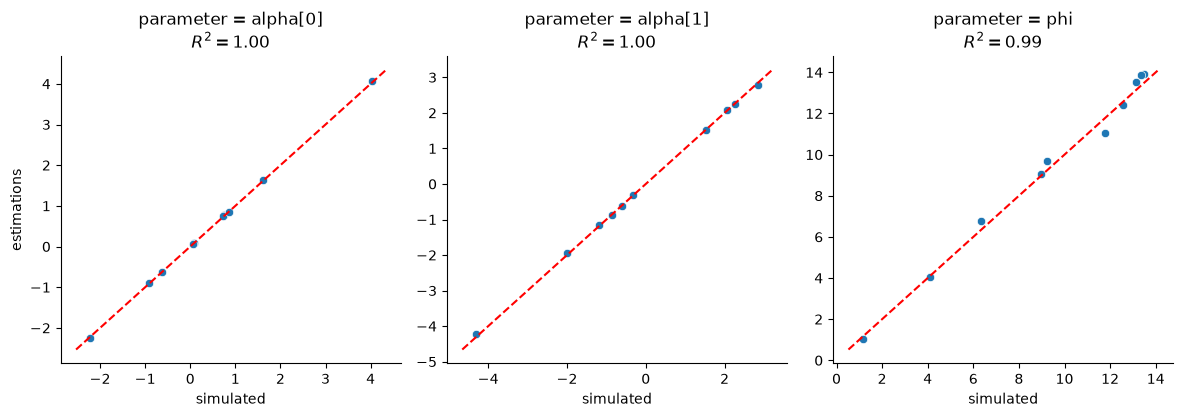 parameter = alpha[0]
R² = 1.00
parameter = alpha[1]
R² = 1.00
parameter = phi
R² = 0.99
estimations
4
3
2
1
0
−1
−2
−2 −1 0 1 2 3 4
simulated
3
2
1
0
−1
−2
−3
−4
−5
−4 −2 0 2
simulated
14
12
10
8
6
4
2
0
0 2 4 6 8 10 12 14
simulated